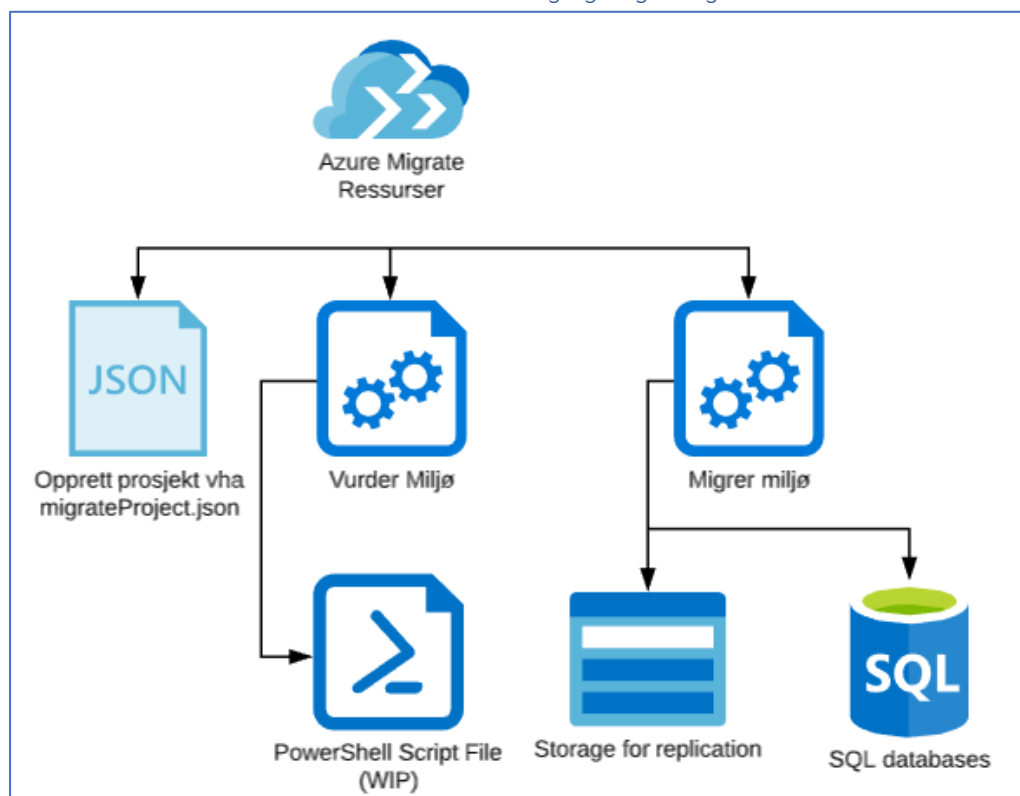 Azure Migrate
Ressurser
JSON
Opprett prosjekt vha
migrateProject.json
Vurder Miljø
Migrer miljø
PowerShell Script File
(WIP)
Storage for replication
SQL
SQL databases